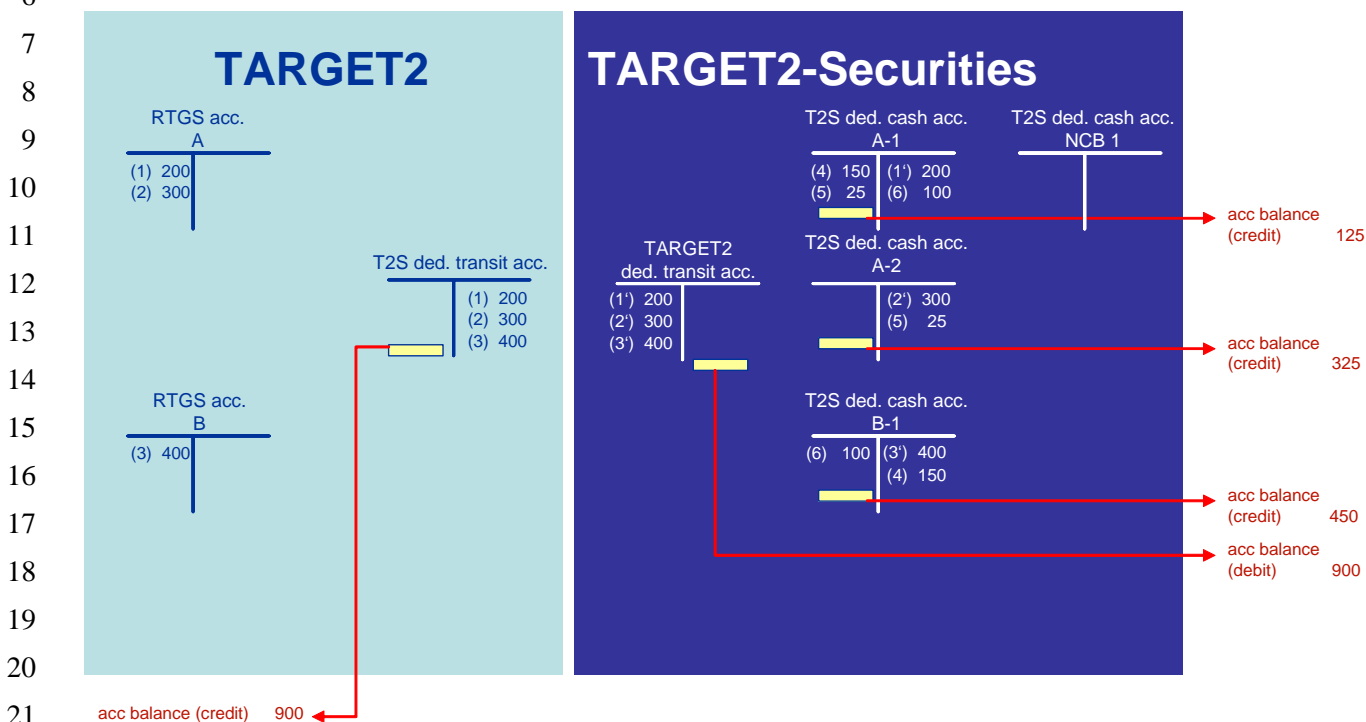 6
7
8
9
10
11
12
13
14
15
16
17
18
19
20
21
TARGET2
RTGS acc.
A
(1) 200
(2) 300
T2S ded. transit acc.
(1) 200
(2) 300
(3) 400
RTGS acc.
B
(3) 400
acc balance (credit) 900
TARGET2-Securities
TARGET2
ded. transit acc.
(1‘) 200
(2‘) 300
(3‘) 400
T2S ded. cash acc.
A-1
(4) 150 (1‘) 200
(5) 25 (6) 100
T2S ded. cash acc.
NCB 1
T2S ded. cash acc.
A-2
(2‘) 300
(5) 25
T2S ded. cash acc.
B-1
(6) 100 (3‘) 400
(4) 150
acc balance
(credit) 125
acc balance
(credit) 325
acc balance
(credit) 450
acc balance
(debit) 900